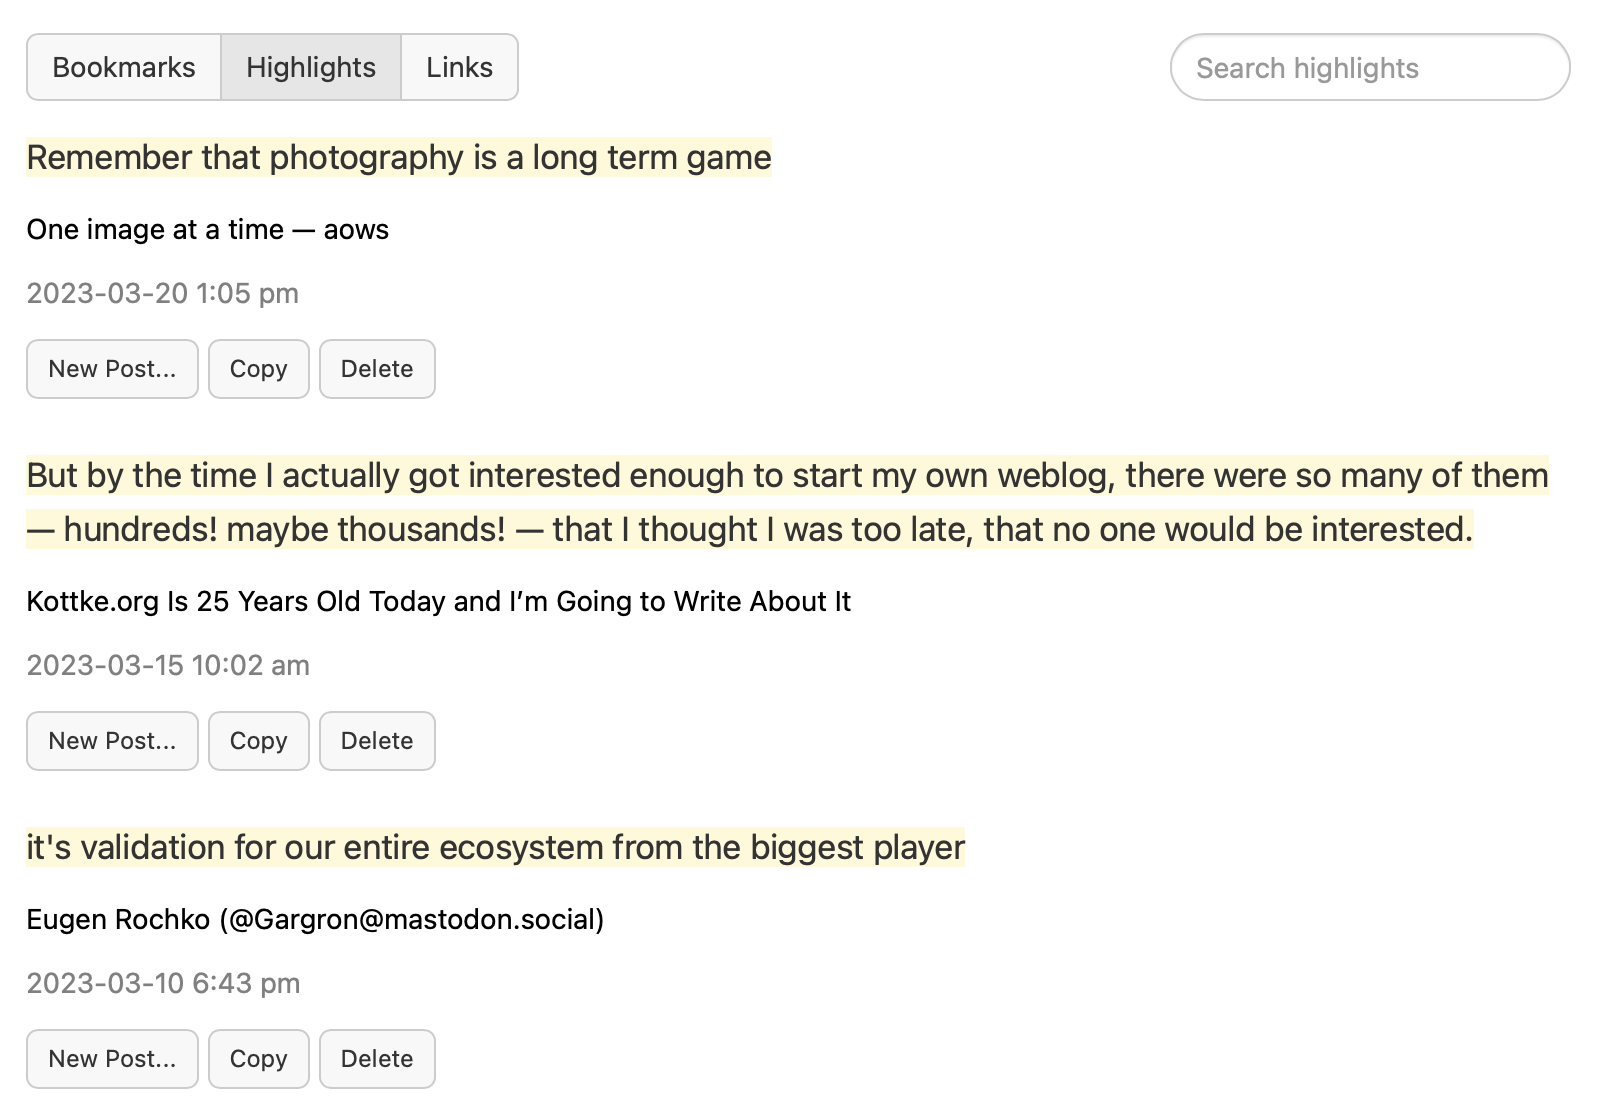 Bookmarks Highlights Links Search highlights
Remember that photography is a long term game
One image at a time — aows
2023-03-20 1:05 pm
New Post... Copy Delete
But by the time I actually got interested enough to start my own weblog, there were so many of them
— hundreds! maybe thousands! — that I thought I was too late, that no one would be interested.
Kottke.org Is 25 Years Old Today and I’m Going to Write About It
2023-03-15 10:02 am
New Post... Copy Delete
it's validation for our entire ecosystem from the biggest player
Eugen Rochko (@Gargron@mastodon.social)
2023-03-10 6:43 pm
New Post... Copy Delete